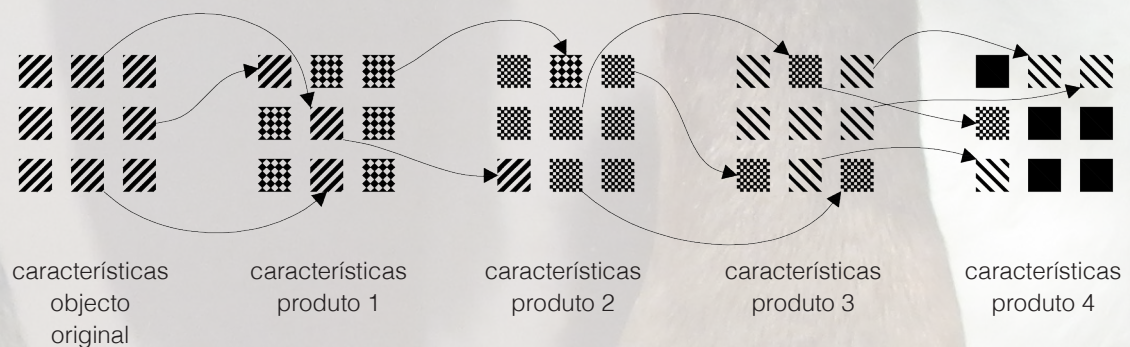 características
objecto
original
características
produto 1
características
produto 2
características
produto 3
características
produto 4